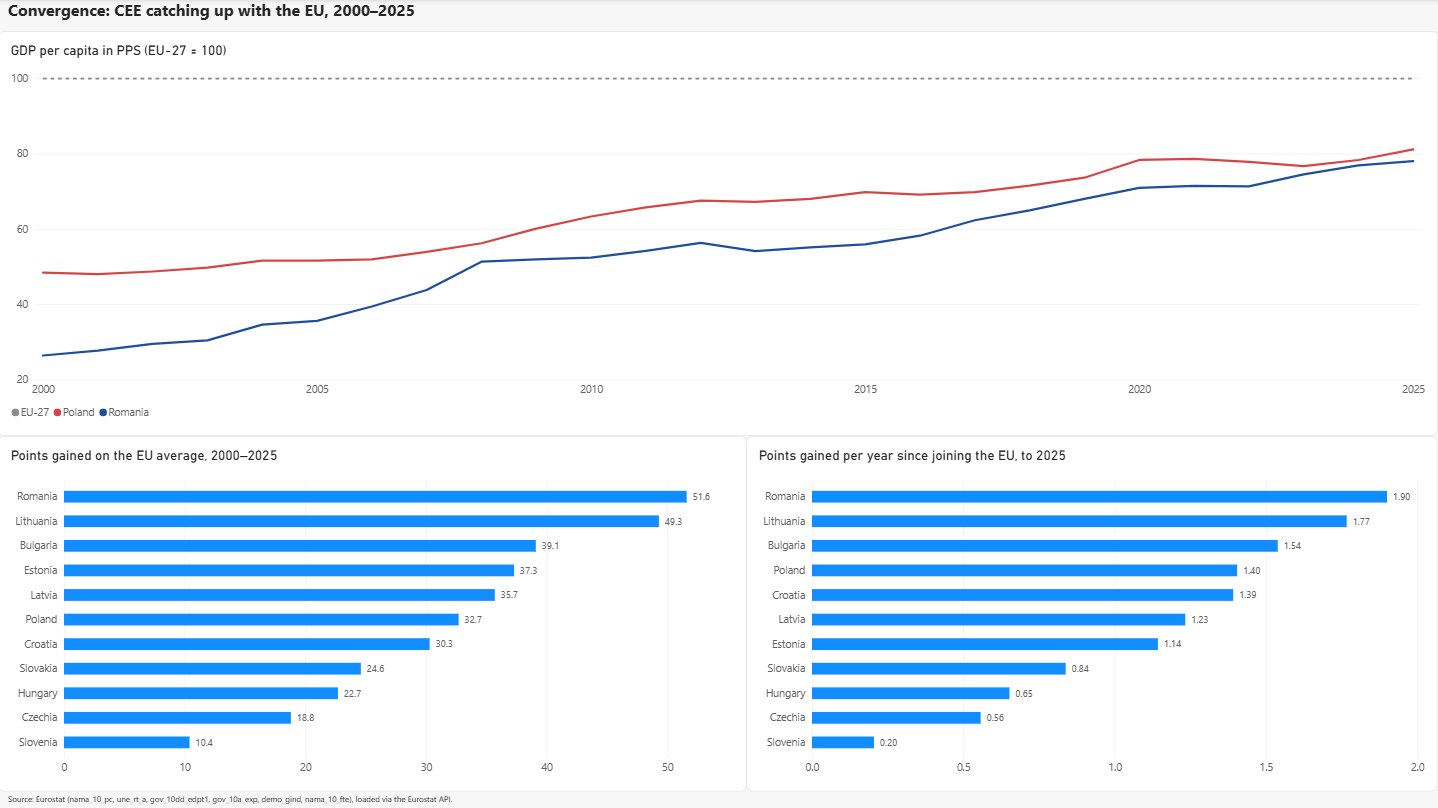 Convergence: CEE catching up with the EU, 2000–2025
GDP per capita in PPS (EU-27 = 100)
100
80
60
40
20
2000 2005 2010 2015 2020 2025
EU-27 Poland Romania
Points gained on the EU average, 2000–2025
Romania 51.6
Lithuania 49.3
Bulgaria 39.1
Estonia 37.3
Latvia 35.7
Poland 32.7
Croatia 30.3
Slovakia 24.6
Hungary 22.7
Czechia 18.8
Slovenia 10.4
0 10 20 30 40 50
Points gained per year since joining the EU, to 2025
Romania 1.90
Lithuania 1.77
Bulgaria 1.54
Poland 1.40
Croatia 1.39
Latvia 1.23
Estonia 1.14
Slovakia 0.84
Hungary 0.65
Czechia 0.56
Slovenia 0.20
0.0 0.5 1.0 1.5 2.0
Source: Eurostat (nama_10_pc, une_rt_a, gov_10dd_edpt1, gov_10a_exp, demo_gind, nama_10_fte), loaded via the Eurostat API.